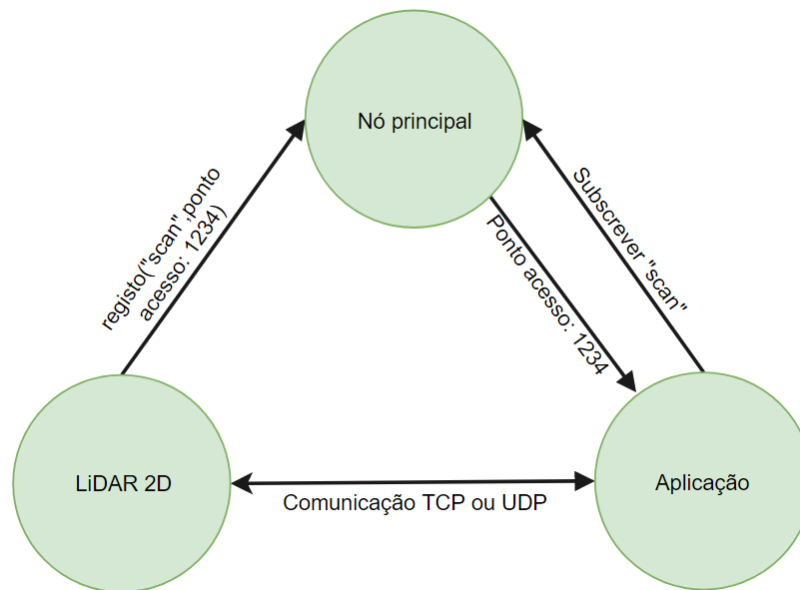 Nó principal
registo("scan",ponto
acesso: 1234)
Subscrever "scan"
Ponto acesso: 1234
LiDAR 2D
Comunicação TCP ou UDP
Aplicação